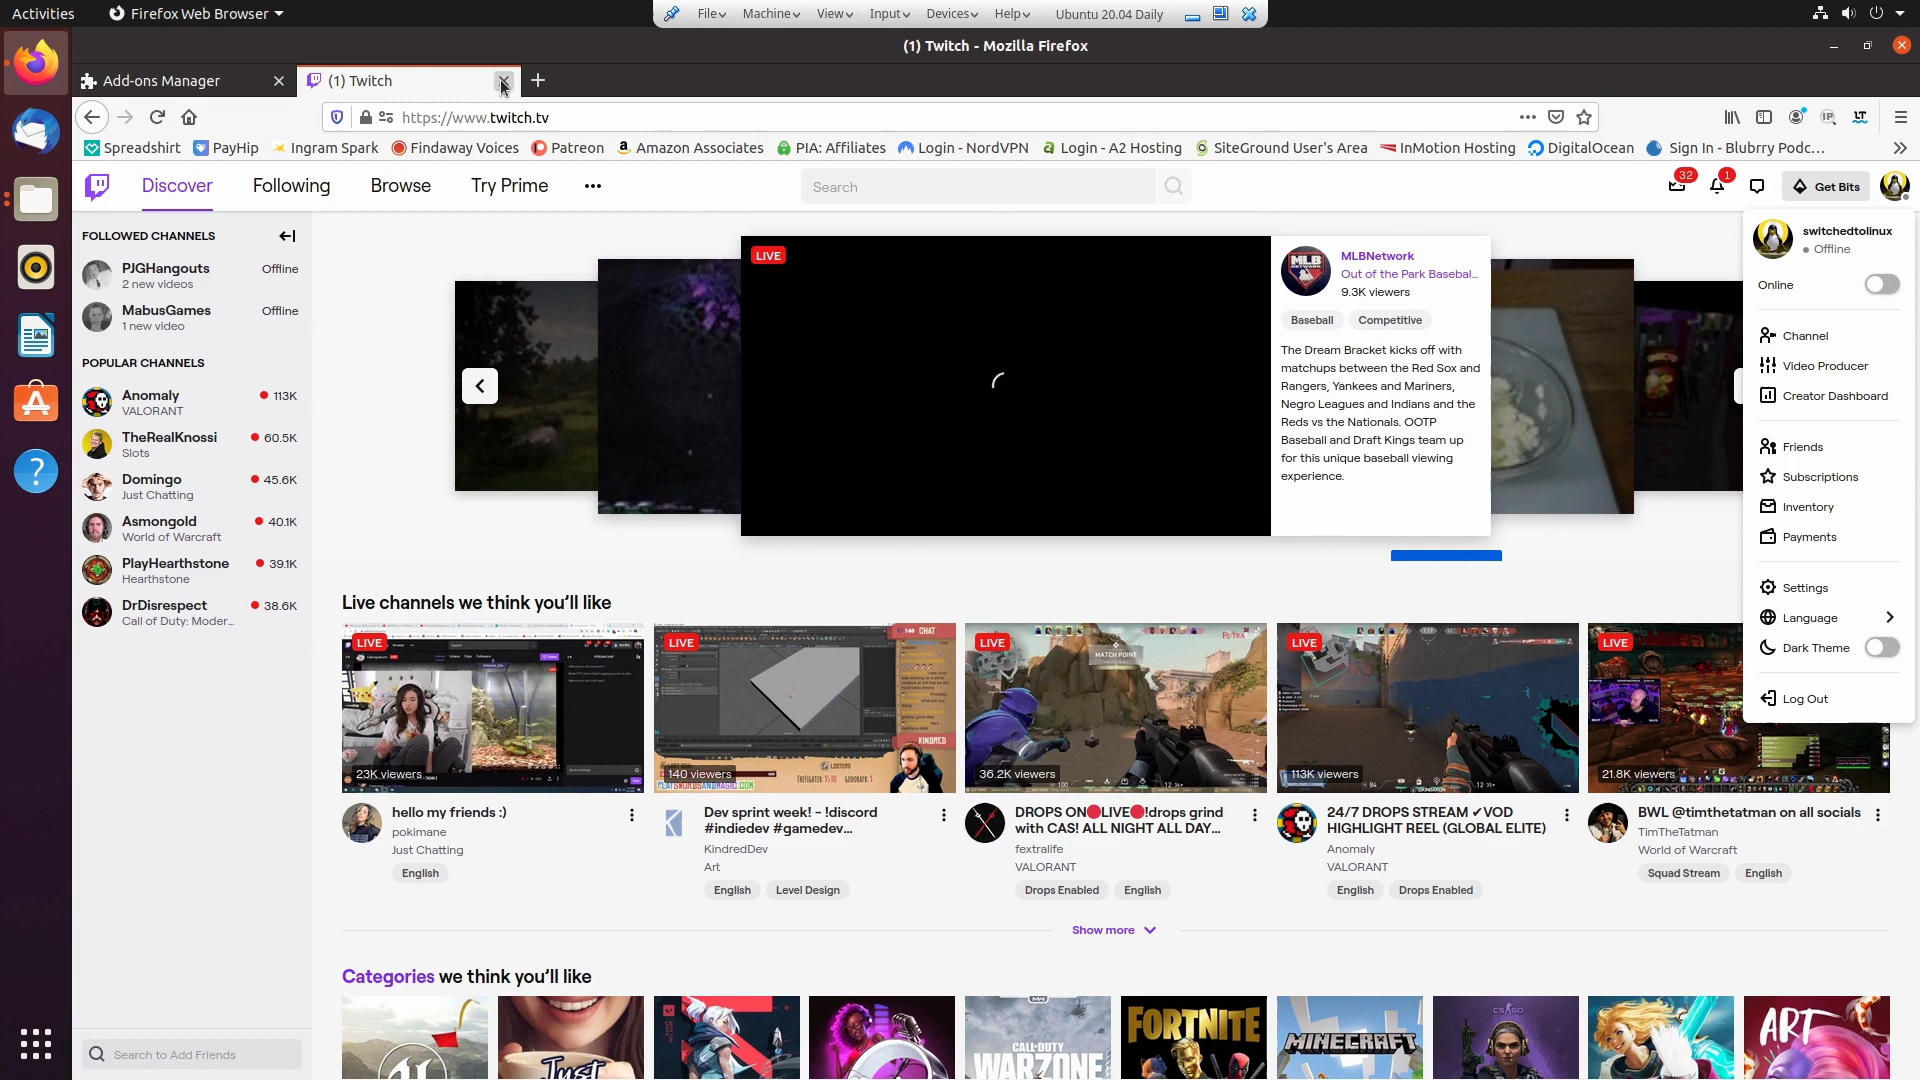 Activities
Firefox Web Browser
File
Machine
View
Input
Devices
Help
Ubuntu 20.04 Daily
(1) Twitch - Mozilla Firefox
Add-ons Manager
(1) Twitch
https://www.twitch.tv
Spreadshirt
PayHip
Ingram Spark
Findaway Voices
Patreon
Amazon Associates
PIA: Affiliates
Login - NordVPN
Login - A2 Hosting
SiteGround User's Area
InMotion Hosting
DigitalOcean
Sign In - Blubrry Podc…
Discover
Following
Browse
Try Prime
Search
32
1
Get Bits
FOLLOWED CHANNELS
PJGHangouts
Offline
2 new videos
MabusGames
Offline
1 new video
POPULAR CHANNELS
Anomaly
113K
VALORANT
TheRealKnossi
60.5K
Slots
Domingo
45.6K
Just Chatting
Asmongold
40.1K
World of Warcraft
PlayHearthstone
39.1K
Hearthstone
DrDisrespect
38.6K
Call of Duty: Moder…
Search to Add Friends
LIVE
MLBNetwork
Out of the Park Basebal…
9.3K viewers
Baseball
Competitive
The Dream Bracket kicks off with
matchups between the Red Sox and
Rangers, Yankees and Mariners,
Negro Leagues and Indians and the
Reds vs the Nationals. OOTP
Baseball and Draft Kings team up
for this unique baseball viewing
experience.
switchedtolinux
Offline
Online
Channel
Video Producer
Creator Dashboard
Friends
Subscriptions
Inventory
Payments
Settings
Language
Dark Theme
Log Out
Live channels we think you'll like
LIVE
23K viewers
hello my friends :)
pokimane
Just Chatting
English
LIVE
CHAT
KINDRED
140 viewers
Dev sprint week! - !discord
#indiedev #gamedev…
KindredDev
Art
English
Level Design
LIVE
MATCH POINT
36.2K viewers
DROPS ON🔴LIVE🔴!drops grind
with CAS! ALL NIGHT ALL DAY…
fextralife
VALORANT
Drops Enabled
English
LIVE
113K viewers
24/7 DROPS STREAM ✔VOD
HIGHLIGHT REEL (GLOBAL ELITE)
Anomaly
VALORANT
English
Drops Enabled
LIVE
21.8K viewers
BWL @timthetatman on all socials
TimTheTatman
World of Warcraft
Squad Stream
English
Show more
Categories we think you'll like
Just
CALL OF DUTY
WARZONE
FORTNITE
MINECRAFT
CS:GO
ART